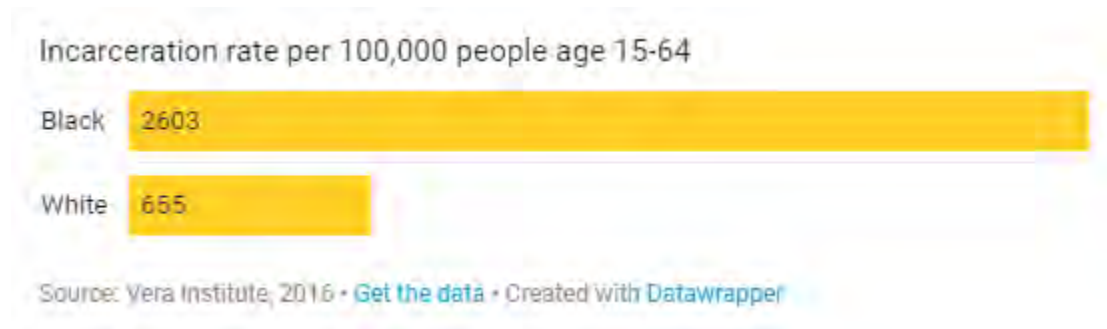 Incarceration rate per 100,000 people age 15-64
Black 2603
White 655
Source: Vera Institute, 2016 • Get the data • Created with Datawrapper